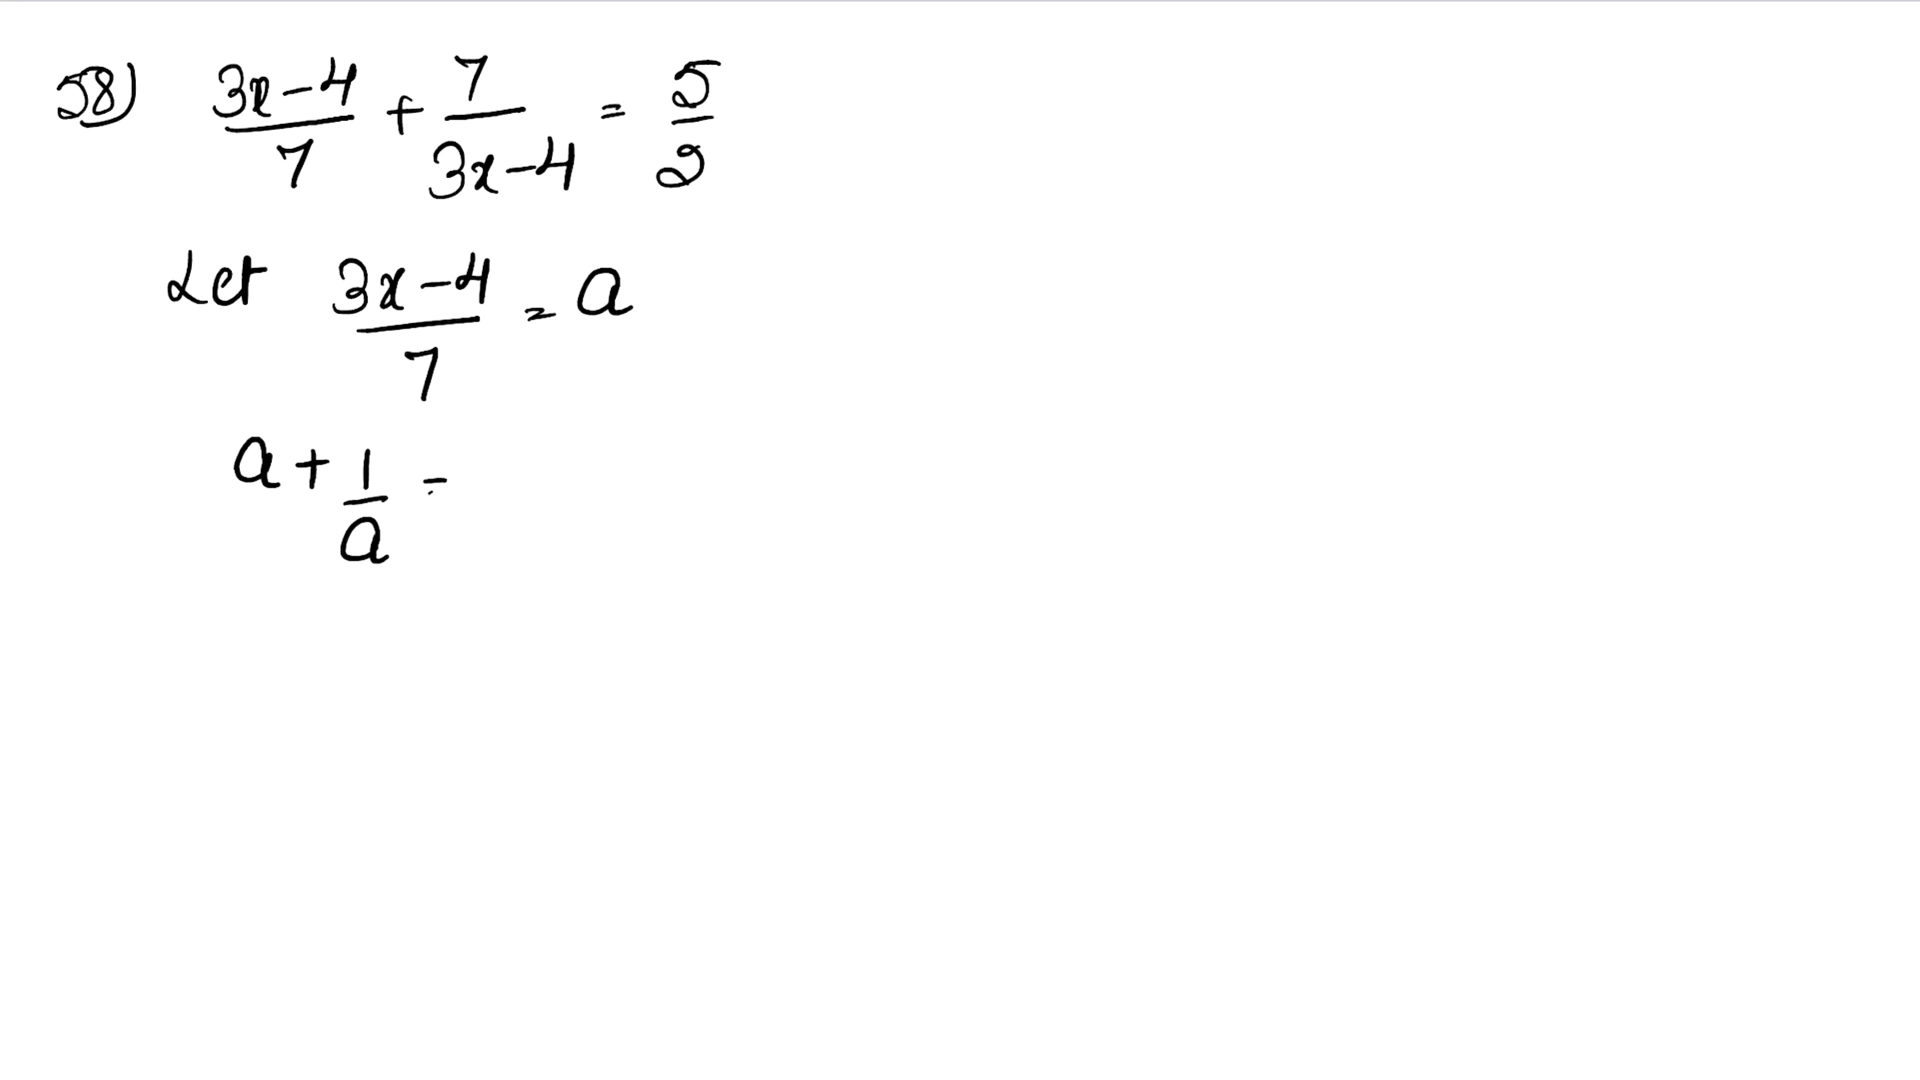 58) (3x-4)/7 + 7/(3x-4) = 5/2
Let (3x-4)/7 = a
a + 1/a =